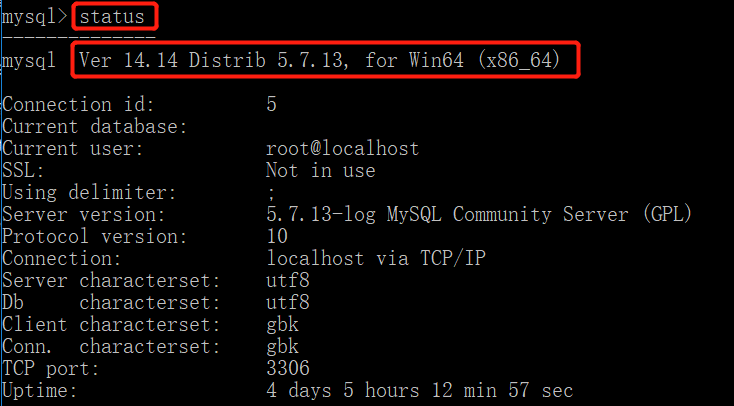 mysql> status
--------------
mysql  Ver 14.14 Distrib 5.7.13, for Win64 (x86_64)
Connection id:          5
Current database:
Current user:           root@localhost
SSL:                    Not in use
Using delimiter:        ;
Server version:         5.7.13-log MySQL Community Server (GPL)
Protocol version:       10
Connection:             localhost via TCP/IP
Server characterset:    utf8
Db     characterset:    utf8
Client characterset:    gbk
Conn.  characterset:    gbk
TCP port:               3306
Uptime:                 4 days 5 hours 12 min 57 sec